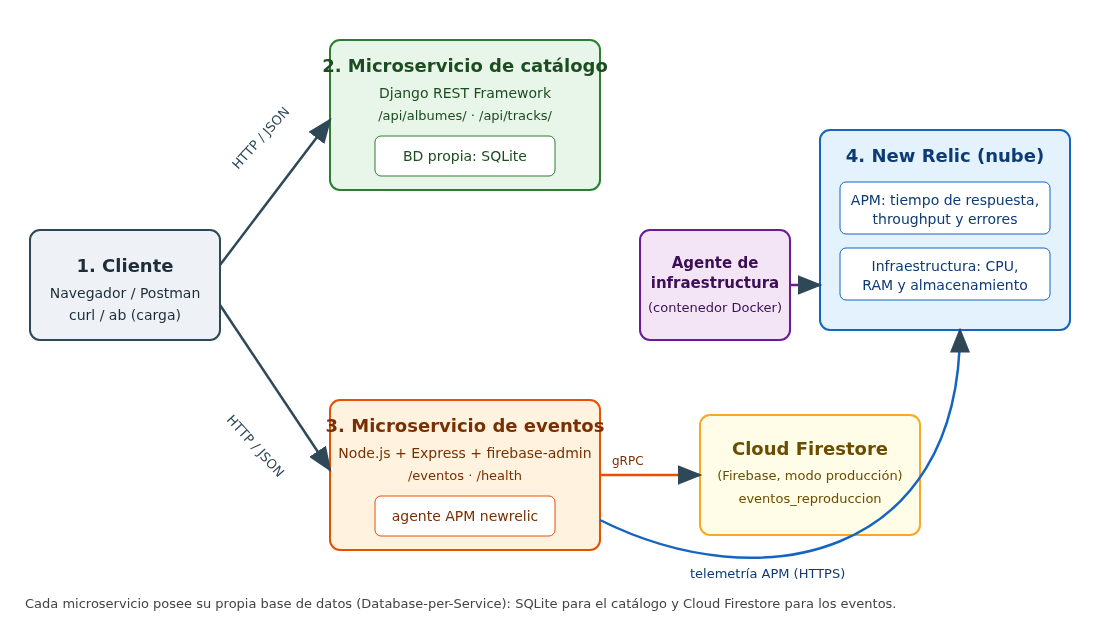 2. Microservicio de catálogo
Django REST Framework
/api/albumes/ · /api/tracks/
BD propia: SQLite
HTTP / JSON
1. Cliente
Navegador / Postman
curl / ab (carga)
HTTP / JSON
Agente de
infraestructura
(contenedor Docker)
4. New Relic (nube)
APM: tiempo de respuesta,
throughput y errores
Infraestructura: CPU,
RAM y almacenamiento
3. Microservicio de eventos
Node.js + Express + firebase-admin
/eventos · /health
agente APM newrelic
gRPC
Cloud Firestore
(Firebase, modo producción)
eventos_reproduccion
telemetría APM (HTTPS)
Cada microservicio posee su propia base de datos (Database-per-Service): SQLite para el catálogo y Cloud Firestore para los eventos.